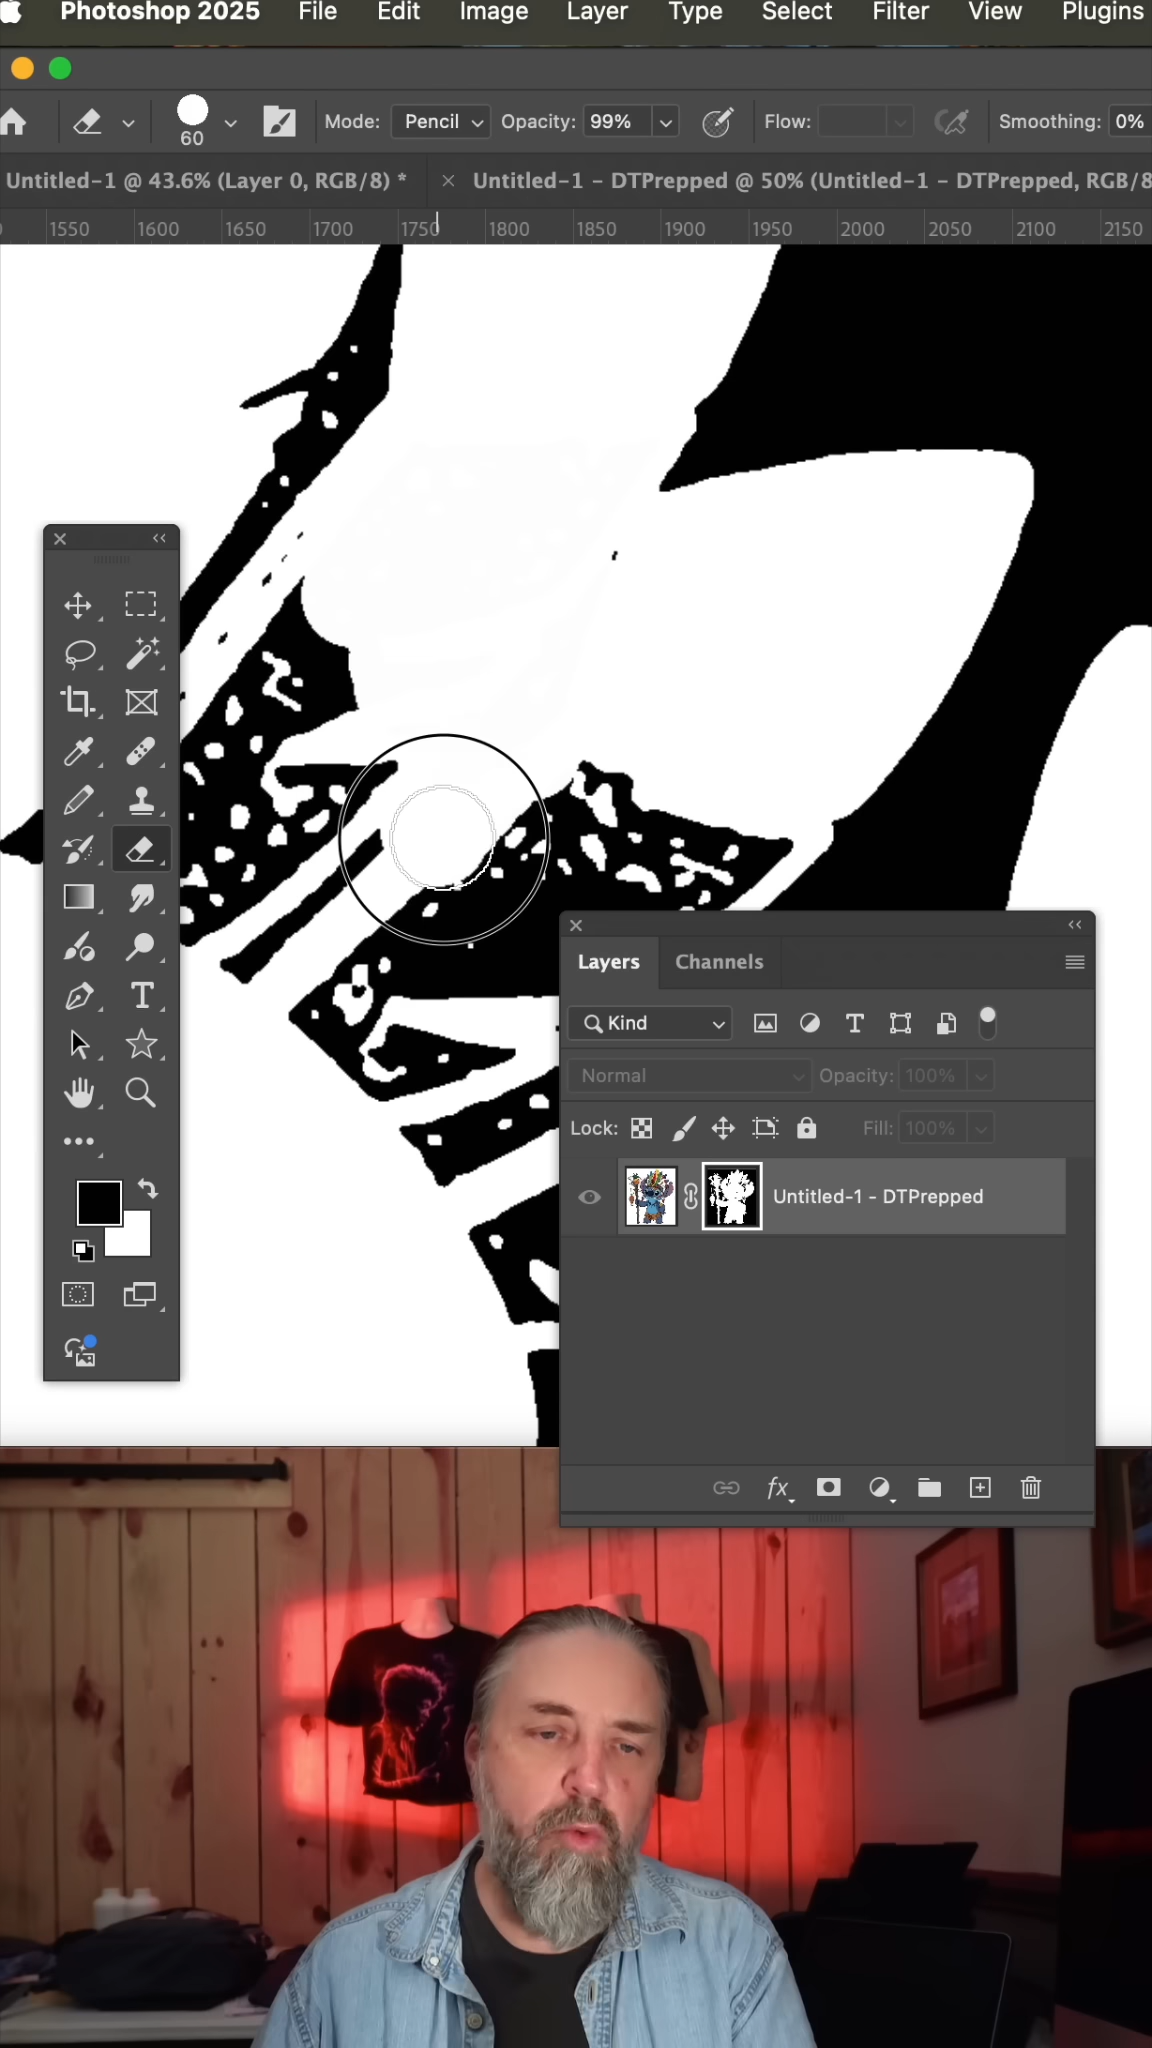 Photoshop 2025 File Edit Image Layer Type Select Filter View Plugins
60 Mode: Pencil Opacity: 99% Flow: Smoothing: 0%
Untitled-1 @ 43.6% (Layer 0, RGB/8) * × Untitled-1 - DTPrepped @ 50% (Untitled-1 - DTPrepped, RGB/8
1550 1600 1650 1700 1750 1800 1850 1900 1950 2000 2050 2100 2150
Layers Channels
Kind
Normal Opacity: 100%
Lock: Fill: 100%
Untitled-1 - DTPrepped
fx